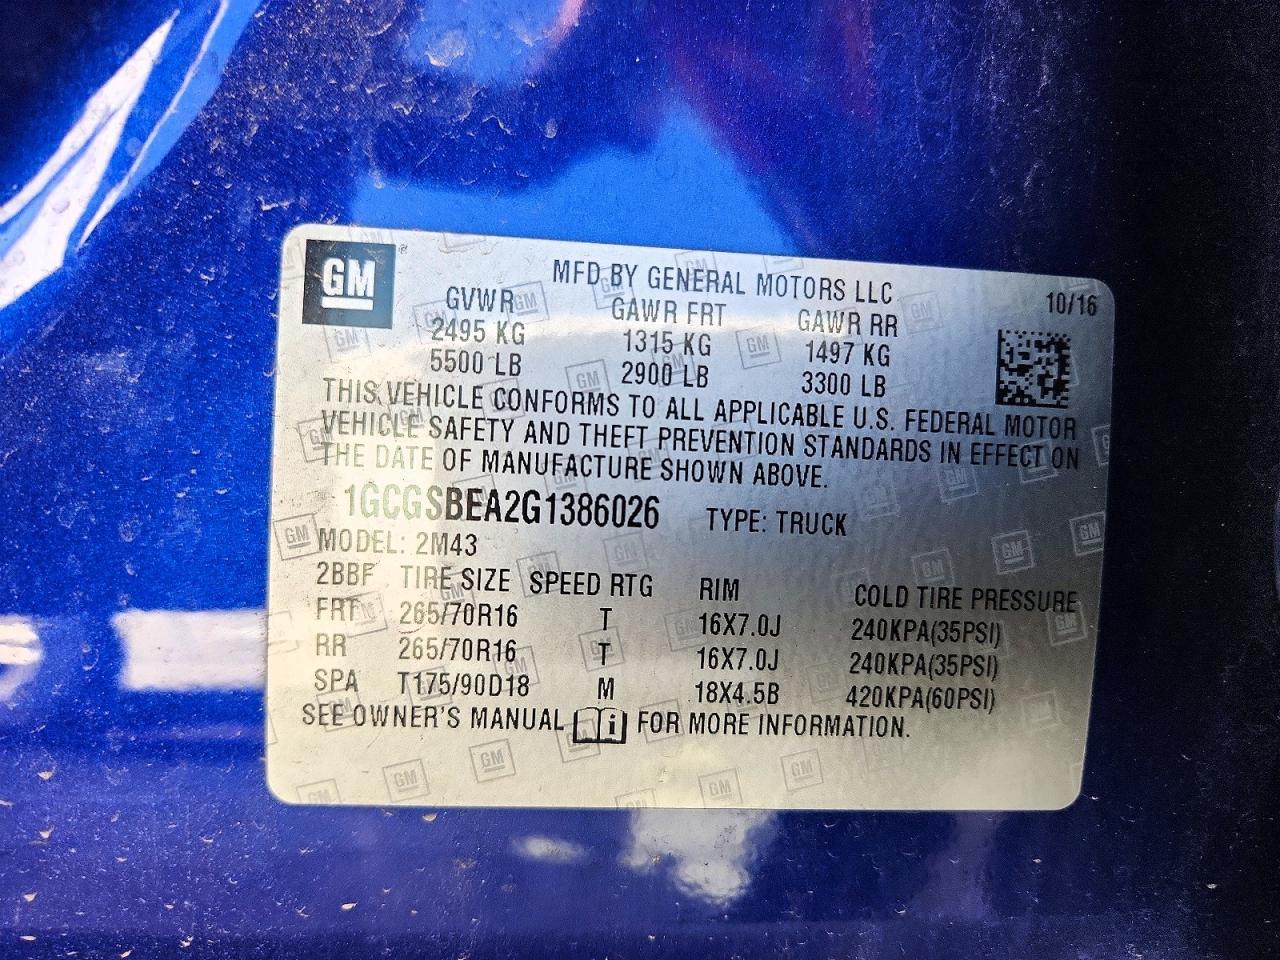 GM
MFD BY GENERAL MOTORS LLC 10/16
GVWR GAWR FRT GAWR RR
2495 KG 1315 KG 1497 KG
5500 LB 2900 LB 3300 LB
THIS VEHICLE CONFORMS TO ALL APPLICABLE U.S. FEDERAL MOTOR
VEHICLE SAFETY AND THEFT PREVENTION STANDARDS IN EFFECT ON
THE DATE OF MANUFACTURE SHOWN ABOVE.
1GCGSBEA2G1386026 TYPE: TRUCK
MODEL: 2M43
2BBF TIRE SIZE SPEED RTG RIM COLD TIRE PRESSURE
FRT 265/70R16 T 16X7.0J 240KPA(35PSI)
RR 265/70R16 T 16X7.0J 240KPA(35PSI)
SPA T175/90D18 M 18X4.5B 420KPA(60PSI)
SEE OWNER'S MANUAL i FOR MORE INFORMATION.